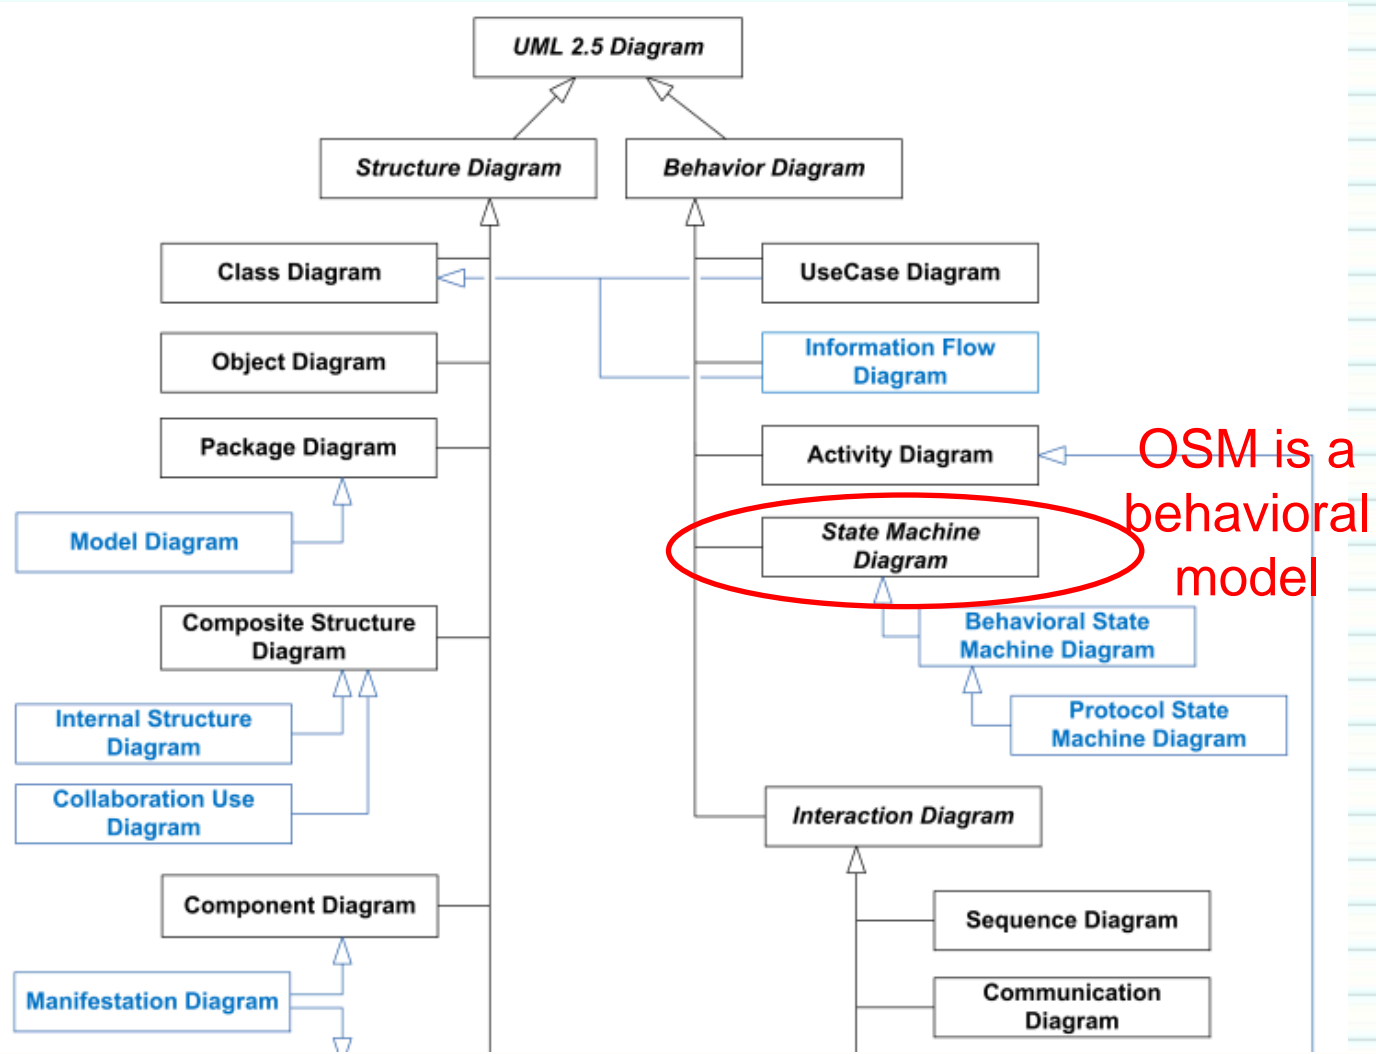 UML 2.5 Diagram
Structure Diagram
Behavior Diagram
Class Diagram
UseCase Diagram
Object Diagram
Information Flow
Diagram
Package Diagram
Activity Diagram
OSM is a
behavioral
model
Model Diagram
State Machine
Diagram
Composite Structure
Diagram
Behavioral State
Machine Diagram
Internal Structure
Diagram
Protocol State
Machine Diagram
Collaboration Use
Diagram
Interaction Diagram
Component Diagram
Sequence Diagram
Manifestation Diagram
Communication
Diagram